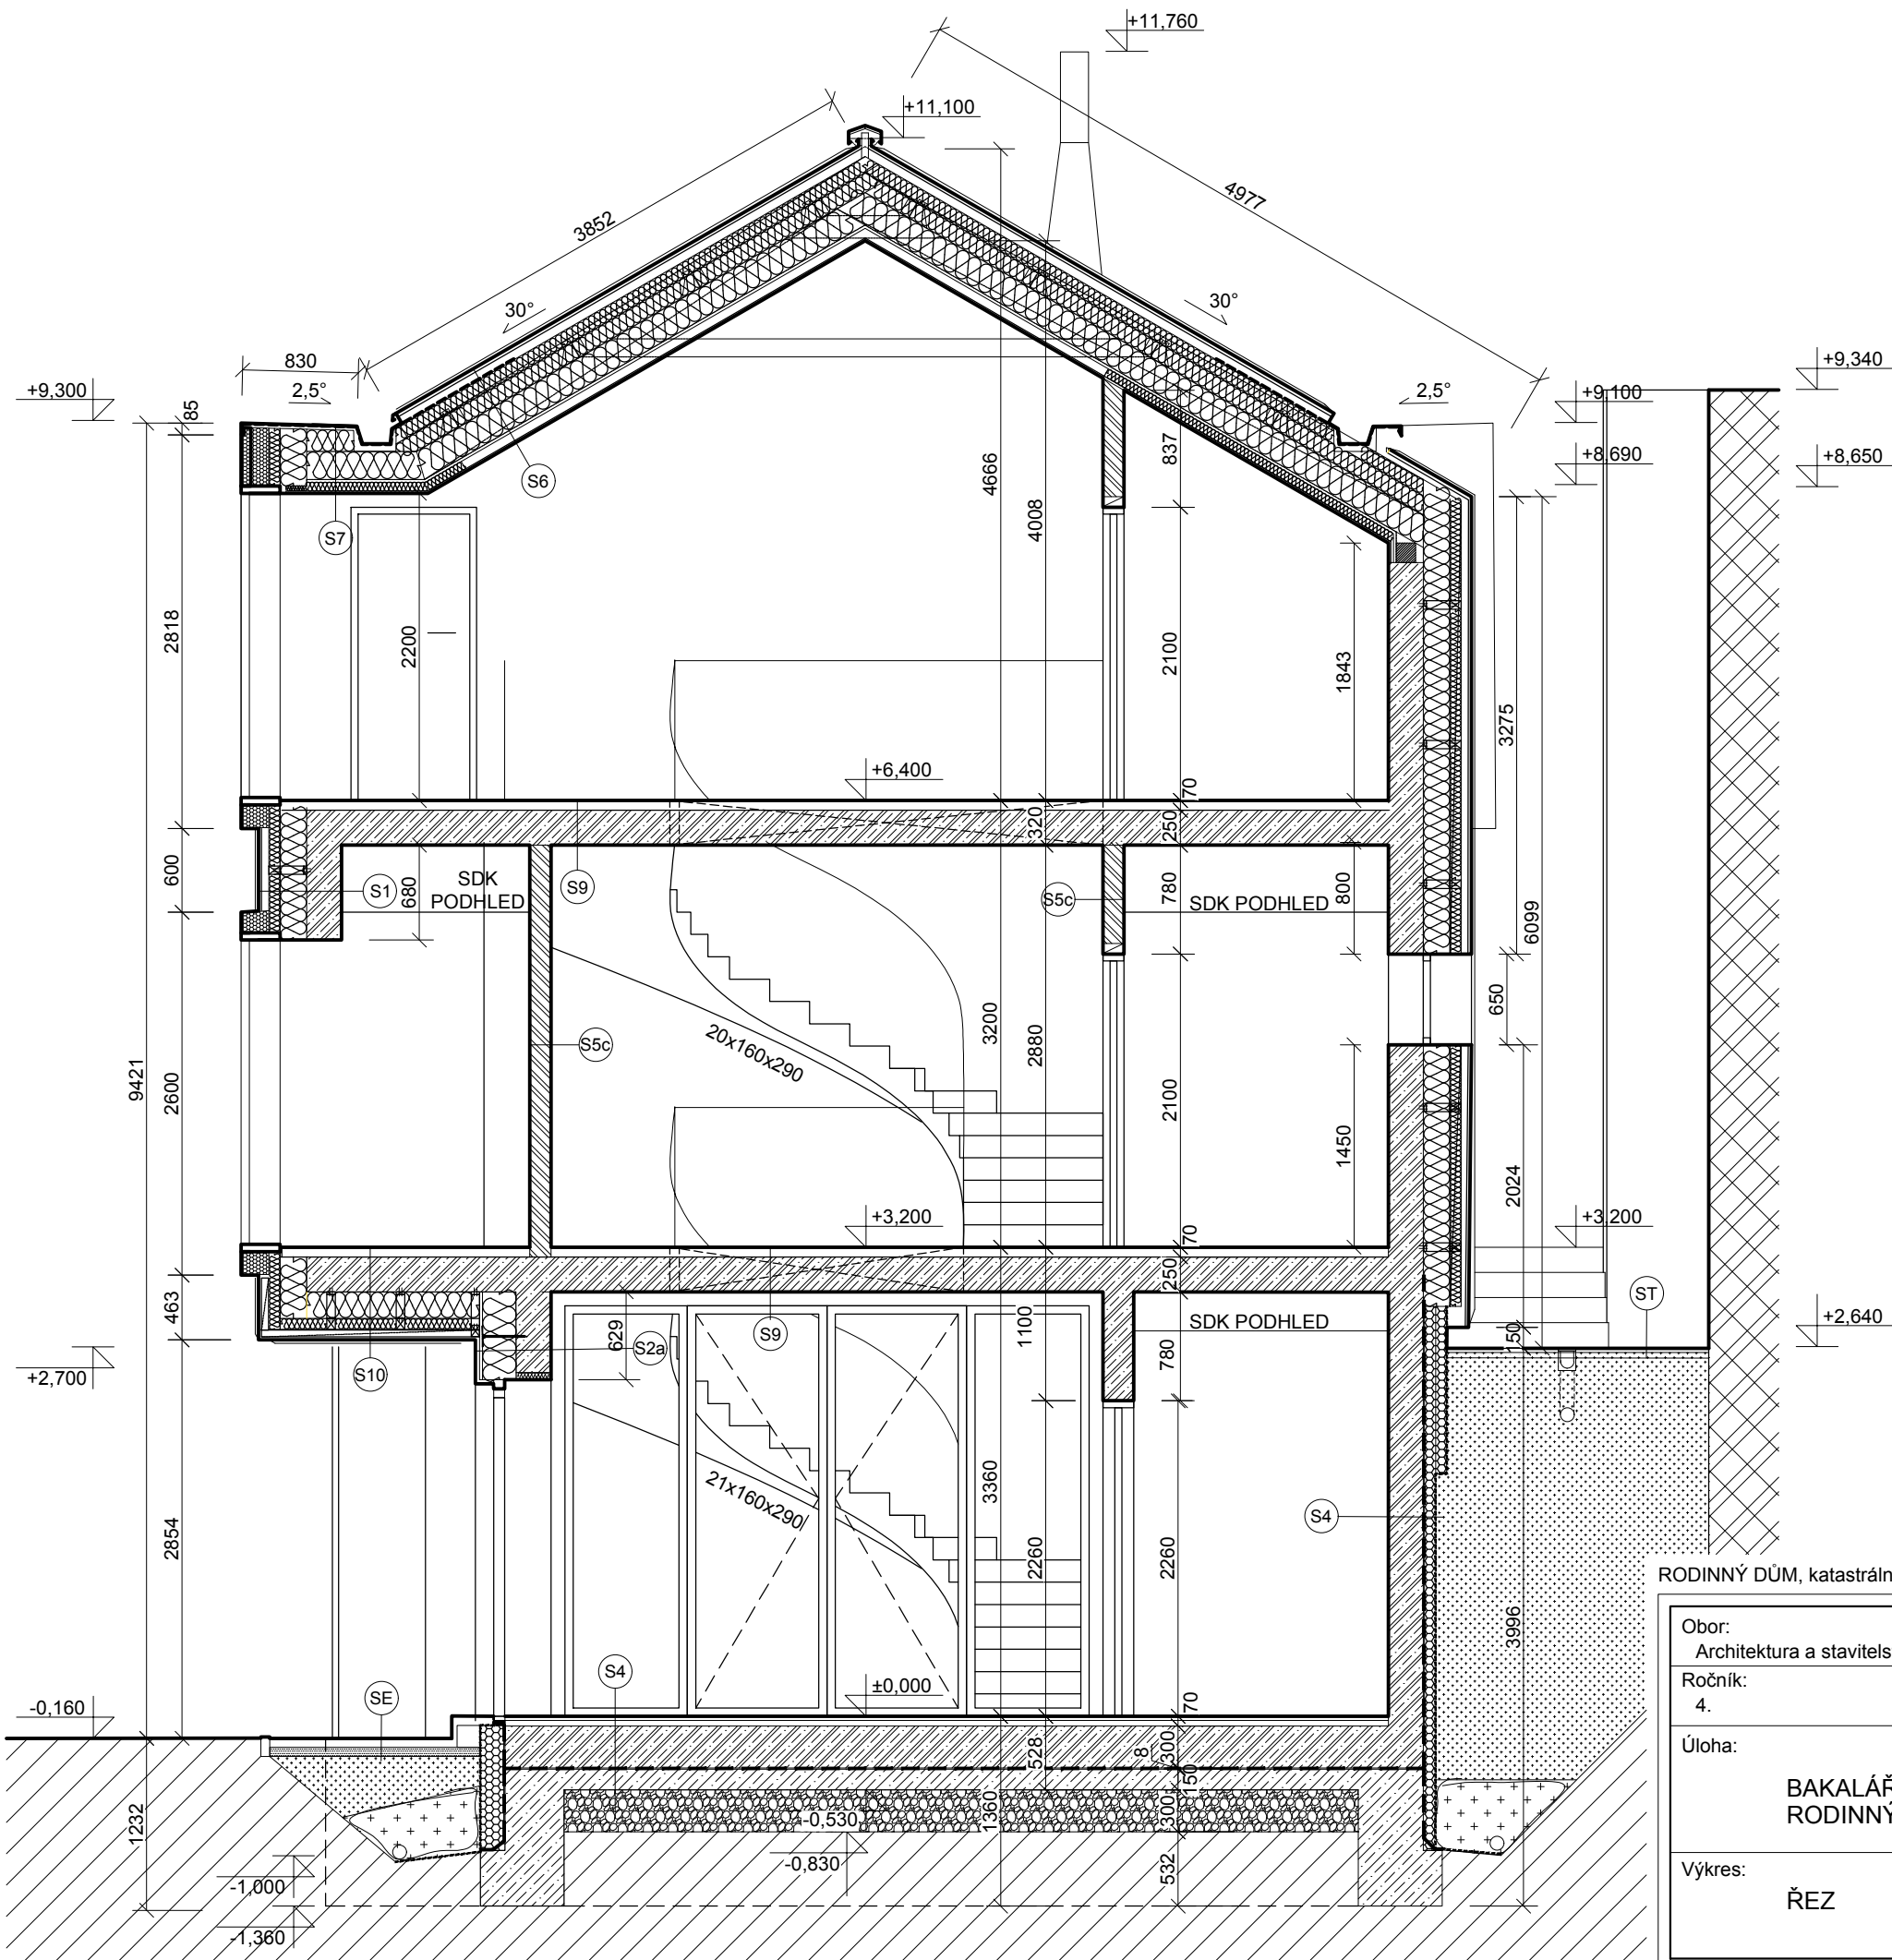 +11,760
+11,100
4977
3852
30°
30°
830
2,5°
2,5°
+9,300
85
+9,340
+9,100
+8,690
+8,650
4666
837
4008
S6
S7
2818
2200
2100
1843
3275
+6,400
70
320
250
600
S1
680
SDK
PODHLED
S9
S5c
780
SDK PODHLED
800
6099
9421
2600
S5c
20x160x290
3200
2880
2100
650
1450
2024
+3,200
+3,200
70
250
463
ST
S10
629
S2a
S9
1100
SDK PODHLED
780
150
+2,640
+2,700
2854
21x160x290
3360
2260
2260
S4
3996
S4
SE
±0,000
70
-0,160
528
8
300
150
1360
300
-0,530
-0,830
532
1232
-1,000
-1,360
RODINNÝ DŮM, katastráln
Obor:
Architektura a stavitels
Ročník:
4.
Úloha:
BAKALÁŘ
RODINNÝ
Výkres:
ŘEZ